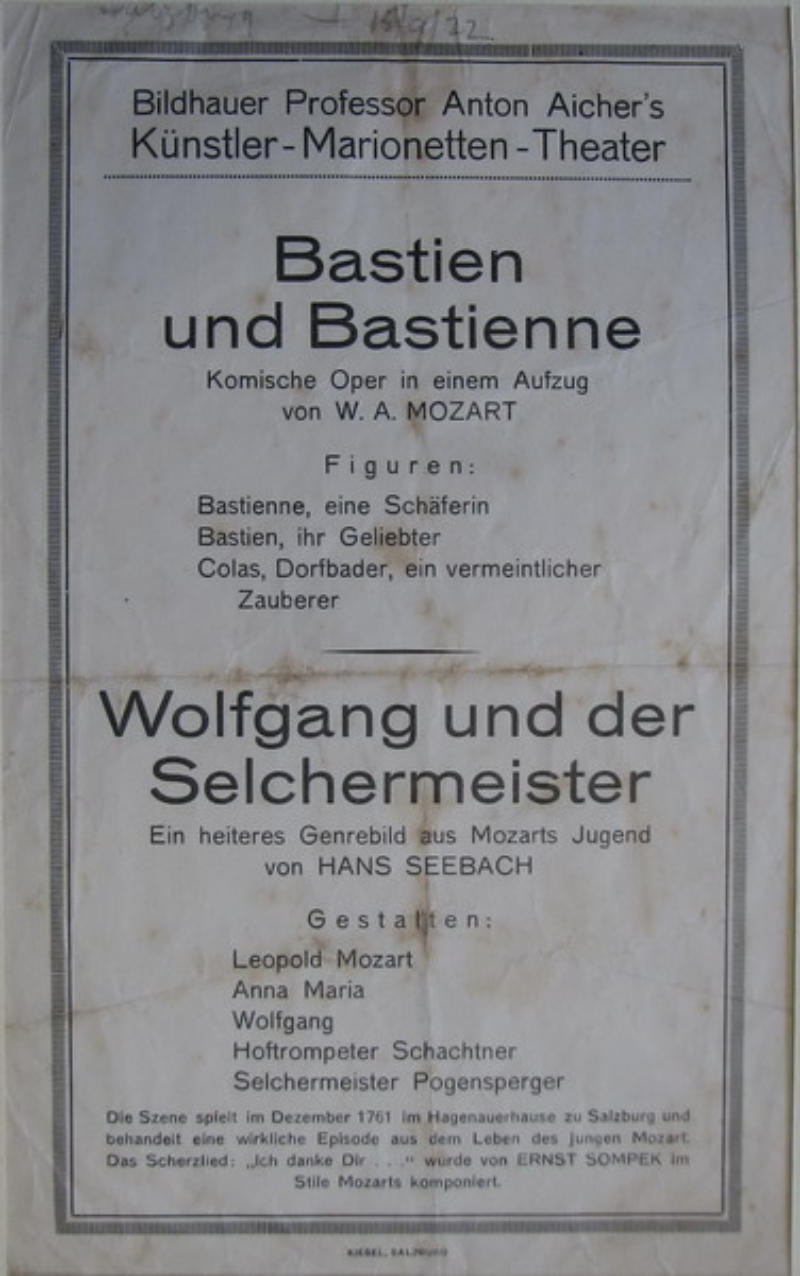 Bildhauer Professor Anton Aicher's
Künstler-Marionetten-Theater
Bastien
und Bastienne
Komische Oper in einem Aufzug
von W. A. MOZART
Figuren:
Bastienne, eine Schäferin
Bastien, ihr Geliebter
Colas, Dorfbader, ein vermeintlicher
Zauberer
Wolfgang und der
Selchermeister
Ein heiteres Genrebild aus Mozarts Jugend
von HANS SEEBACH
Gestalten:
Leopold Mozart
Anna Maria
Wolfgang
Hoftrompeter Schachtner
Selchermeister Pogensperger
Die Szene spielt im Dezember 1761 im Hagenauerhause zu Salzburg und
behandelt eine wirkliche Episode aus dem Leben des jungen Mozart.
Das Scherzlied: „Ich danke Dir . . ." wurde von ERNST SOMPEK im
Stile Mozarts komponiert.
SALZBURG